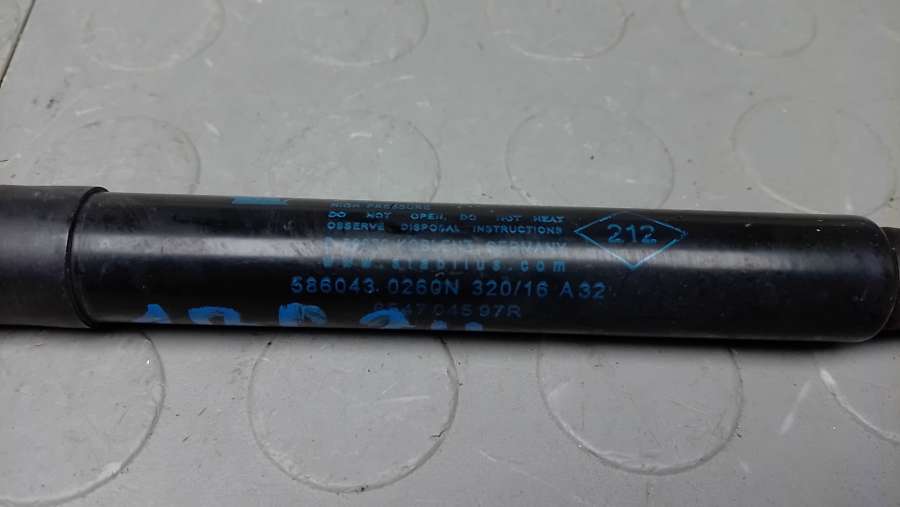 HIGH PRESSURE
DO NOT OPEN, DO NOT HEAT
OBSERVE DISPOSAL INSTRUCTIONS
KOBLENZ GERMANY
www.stabilus.com
212
586043 0260N 320/16 A32
04597R